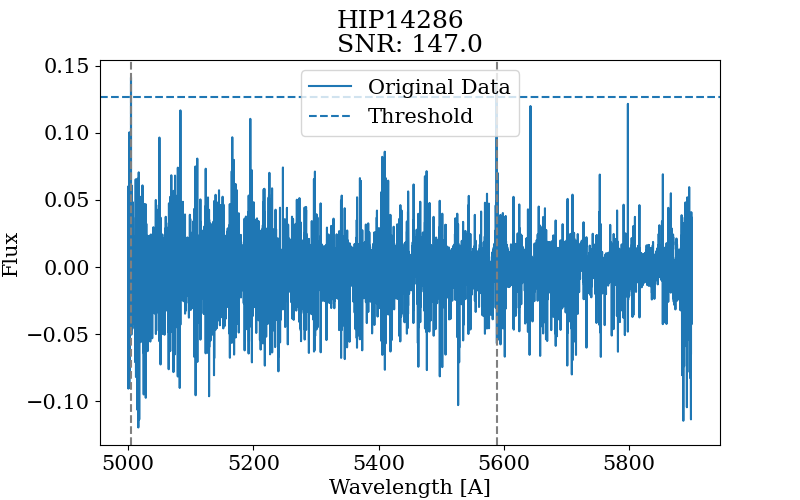 HIP14286
SNR: 147.0
Original Data
Threshold
0.15
0.10
0.05
0.00
−0.05
−0.10
Flux
5000 5200 5400 5600 5800
Wavelength [A]